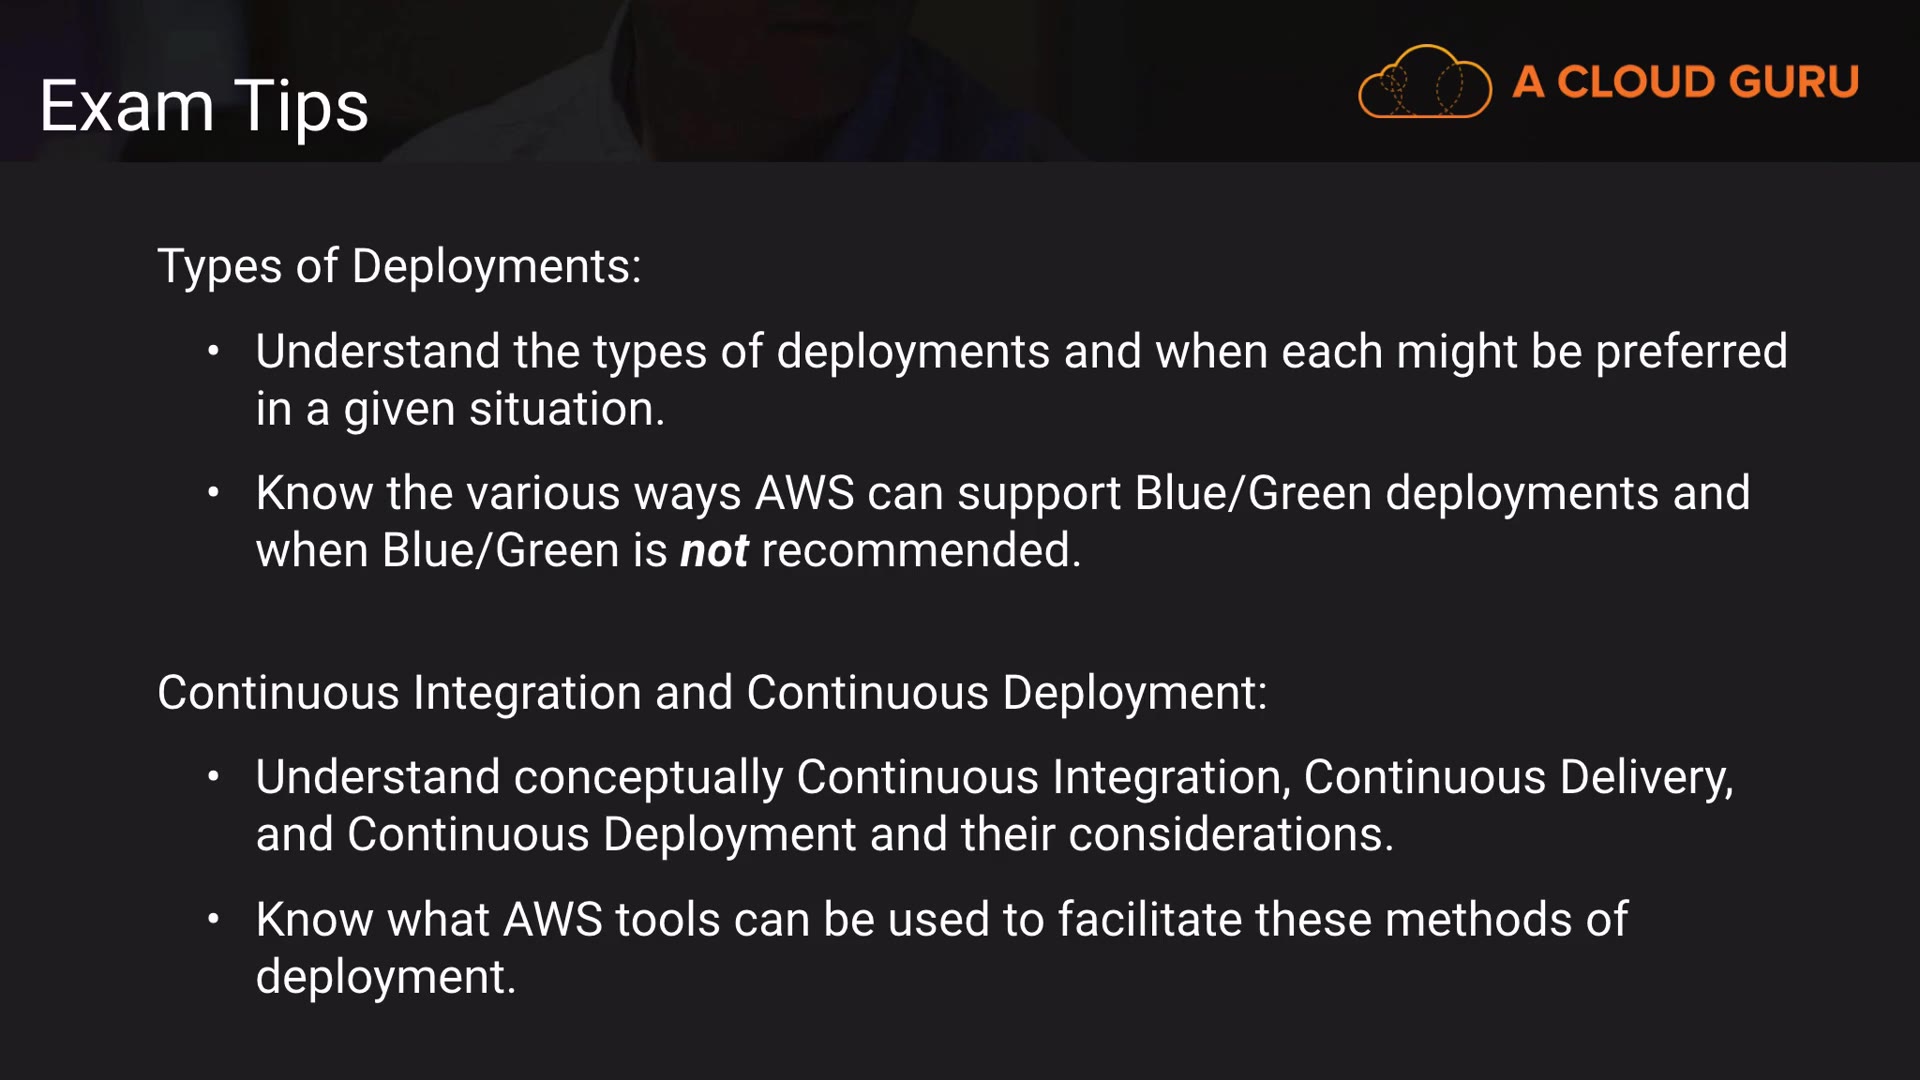 Exam Tips
A CLOUD GURU
Types of Deployments:
• Understand the types of deployments and when each might be preferred
in a given situation.
• Know the various ways AWS can support Blue/Green deployments and
when Blue/Green is not recommended.
Continuous Integration and Continuous Deployment:
• Understand conceptually Continuous Integration, Continuous Delivery,
and Continuous Deployment and their considerations.
• Know what AWS tools can be used to facilitate these methods of
deployment.